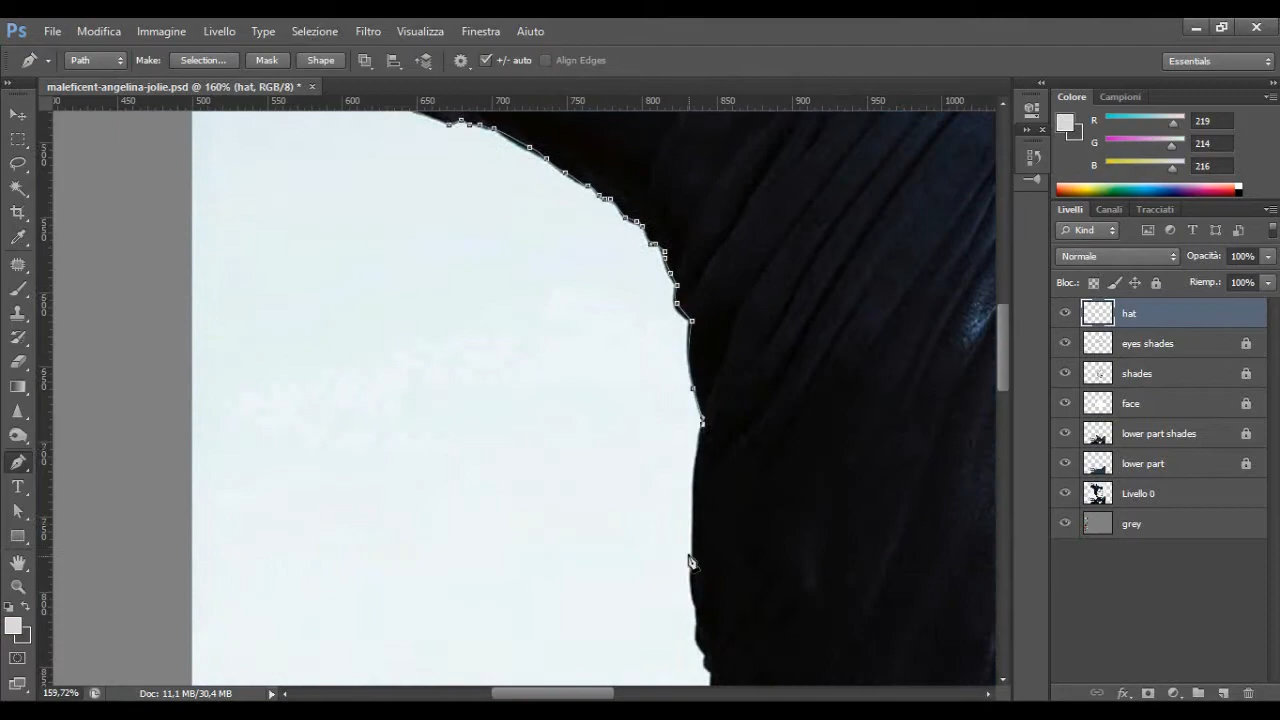 Ps File Modifica Immagine Livello Type Selezione Filtro Visualizza Finestra Aiuto
Path Make: Selection... Mask Shape +/- auto Align Edges Essentials
maleficent-angelina-jolie.psd @ 160% (hat, RGB/8) *
450 500 550 600 650 700 750 800 850 900 950 1000
Colore Campioni
R 219
G 214
B 216
Livelli Canali Tracciati
Kind
Normale Opacità: 100%
Bloc.: Riemp.: 100%
hat
eyes shades
shades
face
lower part shades
lower part
Livello 0
grey
159,72% Doc: 11,1 MB/30,4 MB